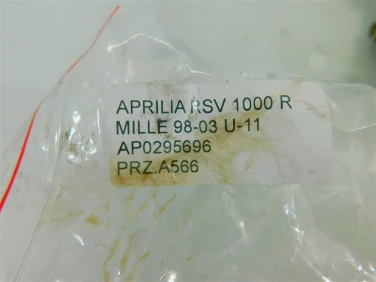 APRILIA RSV 1000 R
MILLE 98-03 U-11
AP0295696
PRZ.A566